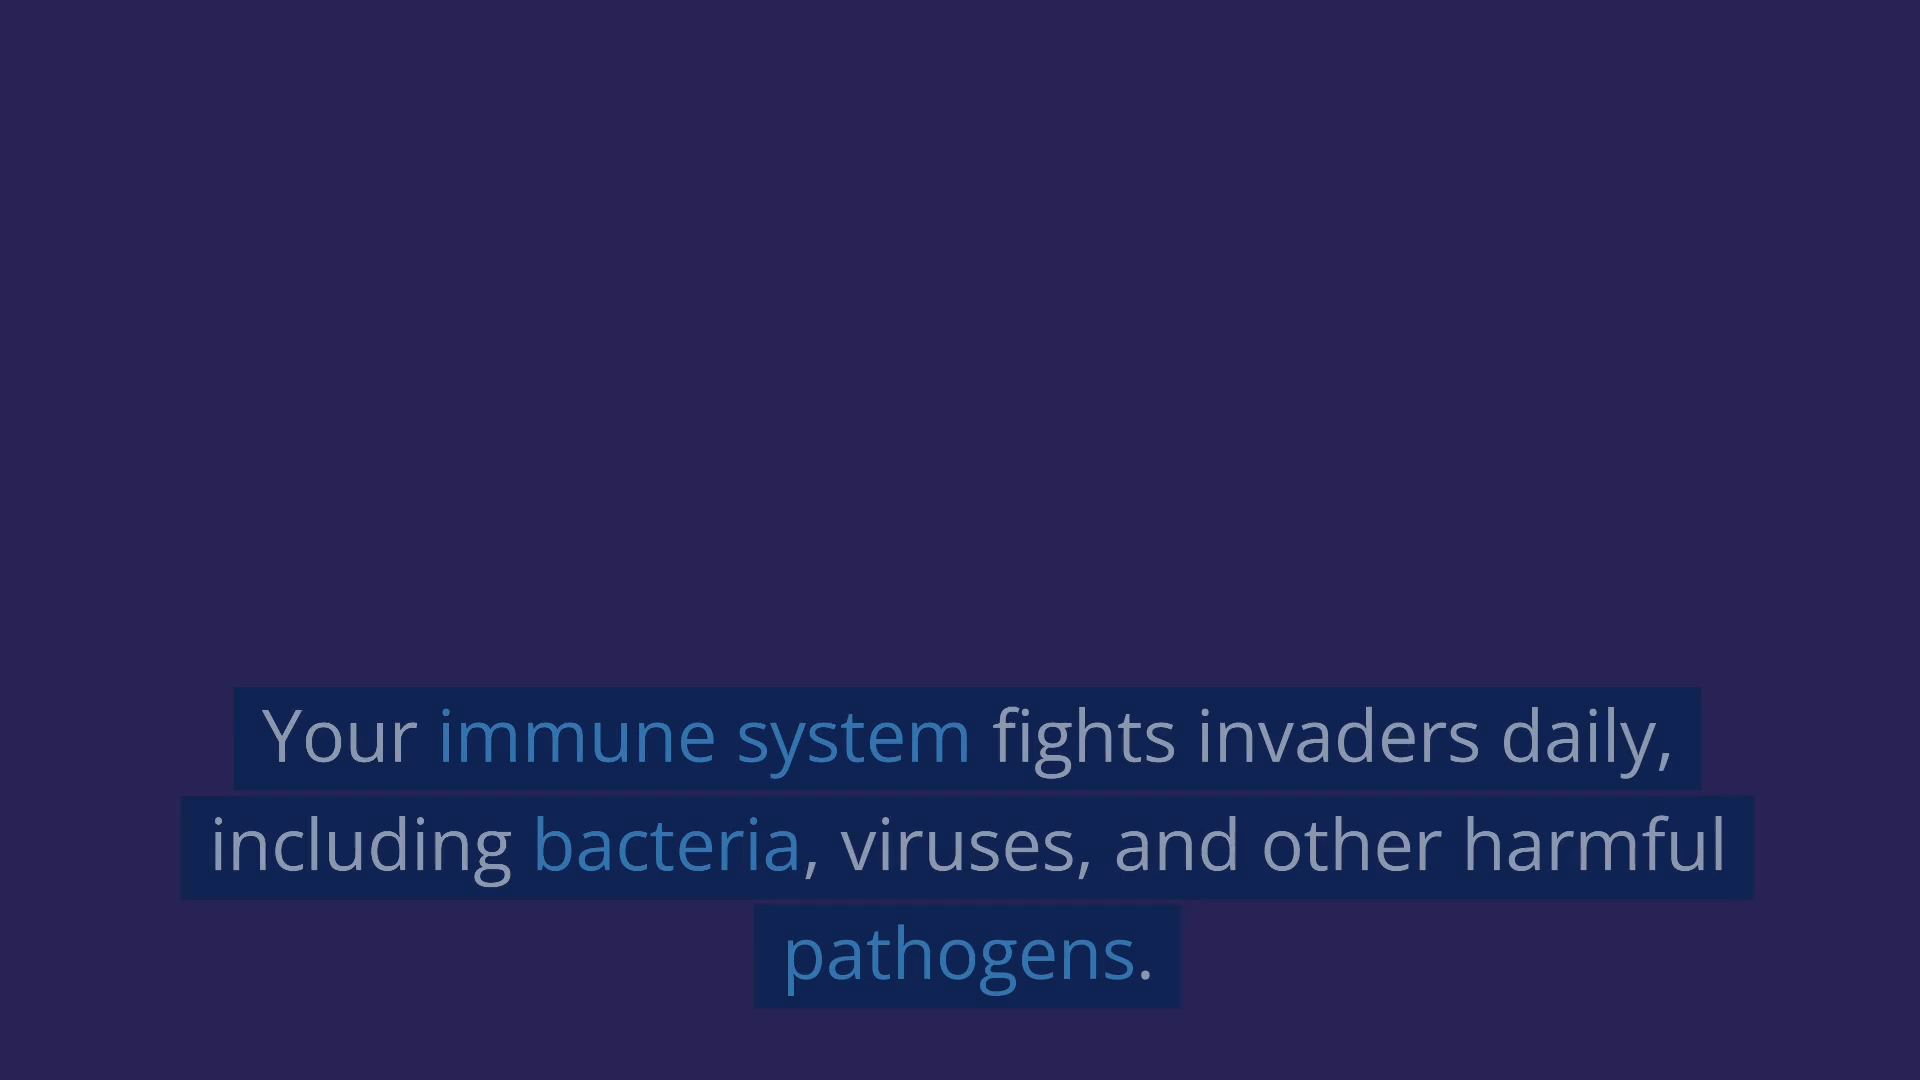 Your immune system fights invaders daily,
including bacteria, viruses, and other harmful
pathogens.